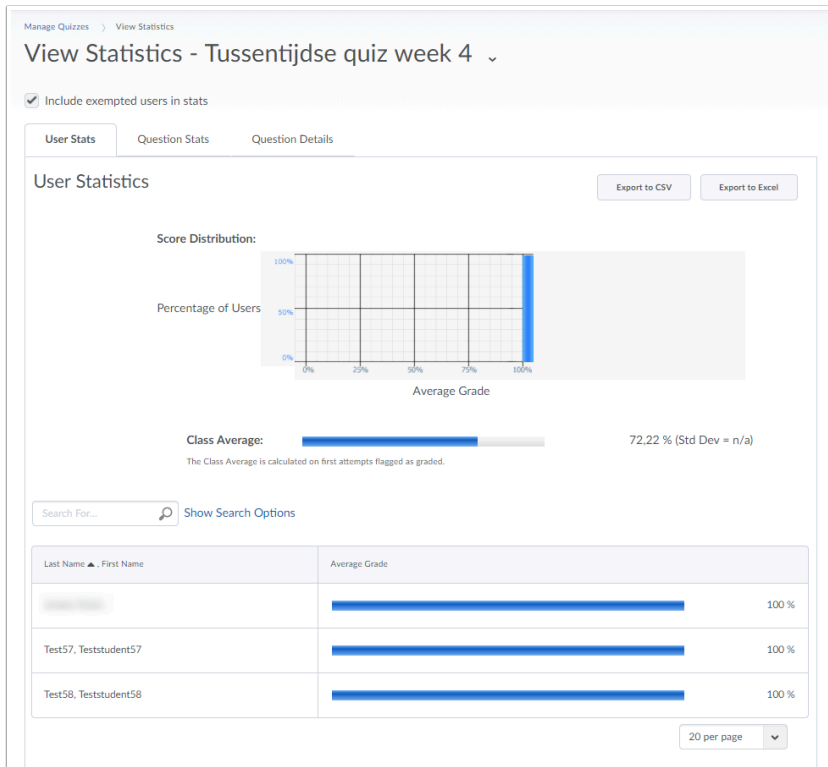 Manage Quizzes > View Statistics
View Statistics - Tussentijdse quiz week 4
Include exempted users in stats
User Stats Question Stats Question Details
User Statistics
Export to CSV Export to Excel
Score Distribution:
Percentage of Users
100%
50%
0%
0% 25% 50% 75% 100%
Average Grade
Class Average: 72,22 % (Std Dev = n/a)
The Class Average is calculated on first attempts flagged as graded.
Search For... Show Search Options
Last Name ▲ , First Name Average Grade
100 %
Test57, Teststudent57 100 %
Test58, Teststudent58 100 %
20 per page